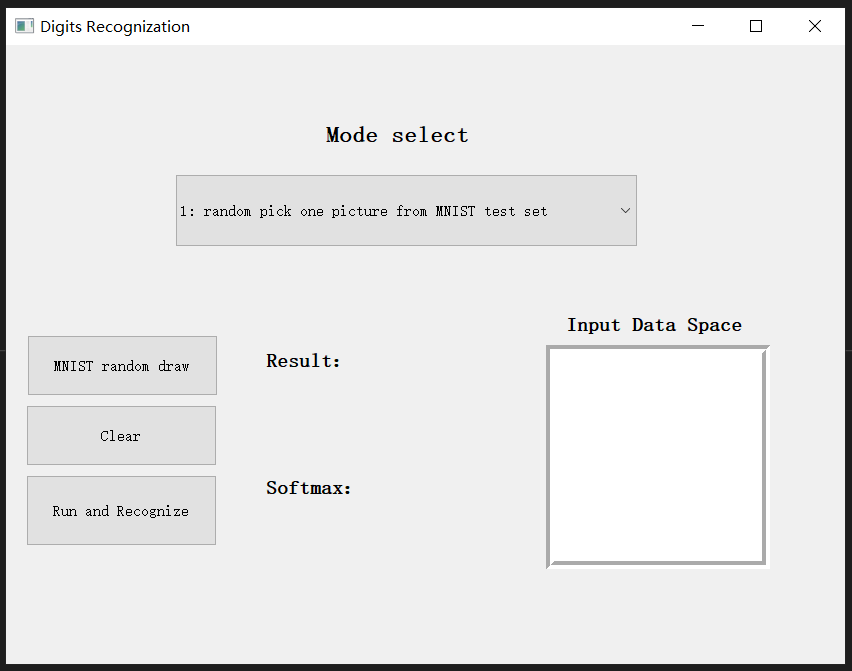 Digits Recognization
Mode select
1: random pick one picture from MNIST test set
Input Data Space
MNIST random draw
Result:
Clear
Softmax:
Run and Recognize